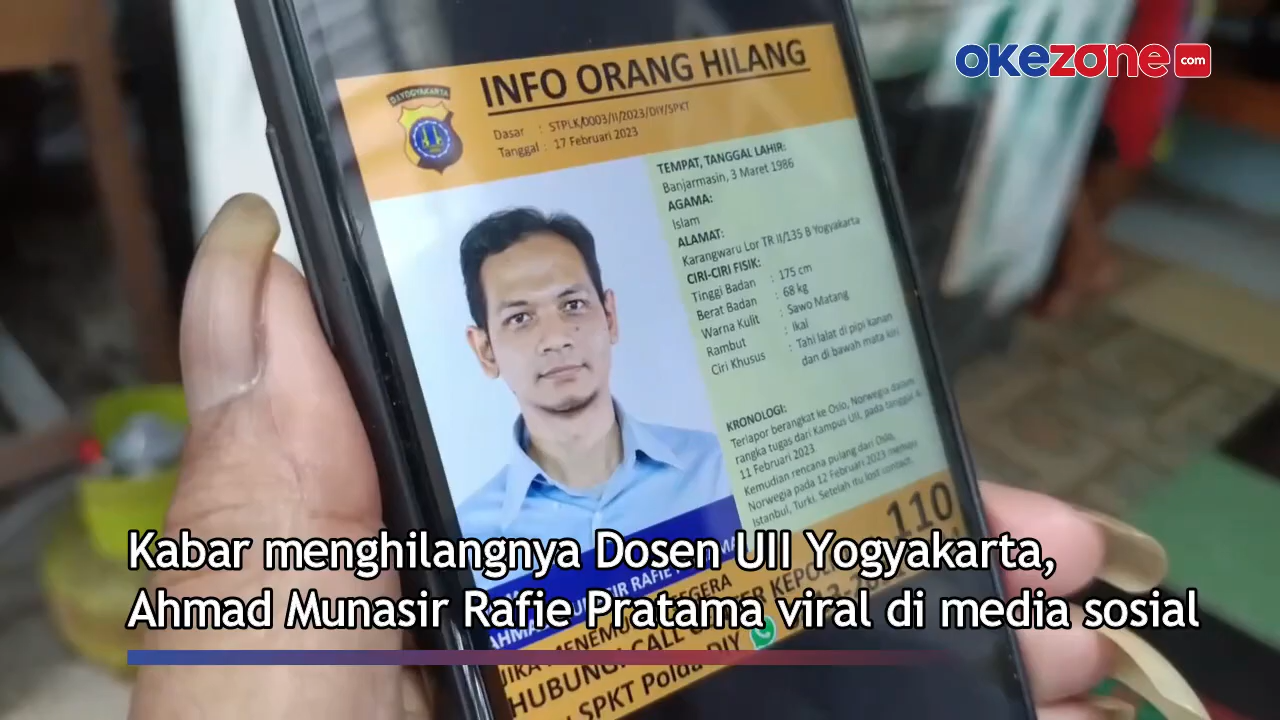 OKEZONE.com
INFO ORANG HILANG
D.I.YOGYAKARTA
Dasar : STPLK/0003/II/2023/DIY/SPKT
Tanggal : 17 Februari 2023
TEMPAT, TANGGAL LAHIR:
Banjarmasin, 3 Maret 1986
AGAMA:
Islam
ALAMAT:
Karangwaru Lor TR II/135 B Yogyakarta
CIRI-CIRI FISIK:
Tinggi Badan : 175 cm
Berat Badan : 68 kg
Warna Kulit : Sawo Matang
Rambut : Ikal
Ciri Khusus : Tahi lalat di pipi kanan
dan di bawah mata kiri
KRONOLOGI:
Terlapor berangkat ke Oslo, Norwegia dalam
rangka tugas dari Kampus UII, pada tanggal 4-
11 Februari 2023.
Kemudian rencana pulang dari Oslo,
Norwegia pada 12 Februari 2023 menuju
Istanbul, Turki. Setelah itu lost contact.
RAFIE
110
HUBUNGI CALL
SPKT Polda DIY
Kabar menghilangnya Dosen UII Yogyakarta,
Ahmad Munasir Rafie Pratama viral di media sosial